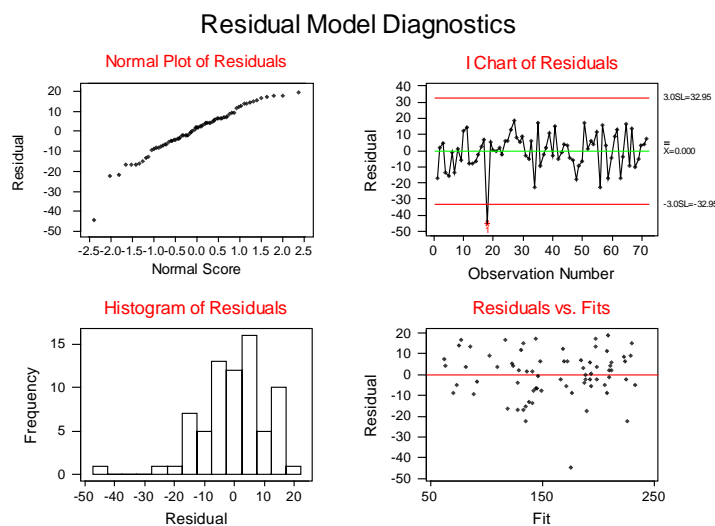 Residual Model Diagnostics
Normal Plot of Residuals
20
10
0
-10
-20
-30
-40
-50
Residual
-2.5 -2.0 -1.5 -1.0 -0.5 0.0 0.5 1.0 1.5 2.0 2.5
Normal Score
I Chart of Residuals
40
30
20
10
0
-10
-20
-30
-40
-50
Residual
3.0SL=32.95
X=0.000
-3.0SL=-32.95
1
0 10 20 30 40 50 60 70
Observation Number
Histogram of Residuals
15
10
5
0
Frequency
-50 -40 -30 -20 -10 0 10 20
Residual
Residuals vs. Fits
20
10
0
-10
-20
-30
-40
-50
Residual
50 150 250
Fit